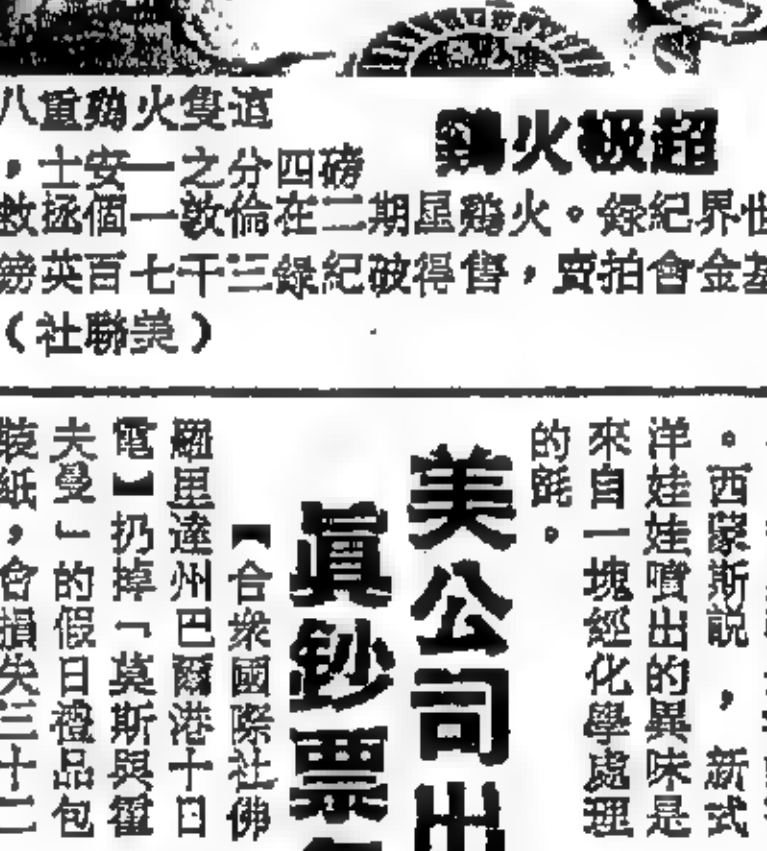 超級火鷄
這隻火鷄重八
磅四分之一安士，
世界紀錄。火鷄星期二在倫敦一個拯救
基金會拍賣，售得破紀錄三千七百英鎊
（美聯社）
。西蒙斯説，新式
洋娃娃噴出的異味是
來自一塊經化學處理
的氈。
美公司出
眞鈔票
【合衆國際社佛
羅里達州巴爾港十日
電】扔掉「莫斯與霍
夫曼」的假日禮品包
裝紙，會損失三十二